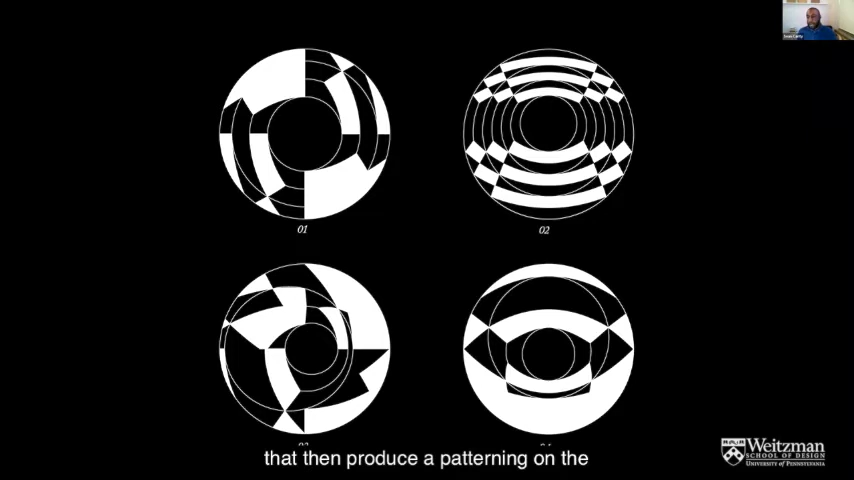 01
02
that then produce a patterning on the
Weitzman
SCHOOL OF DESIGN
UNIVERSITY OF PENNSYLVANIA